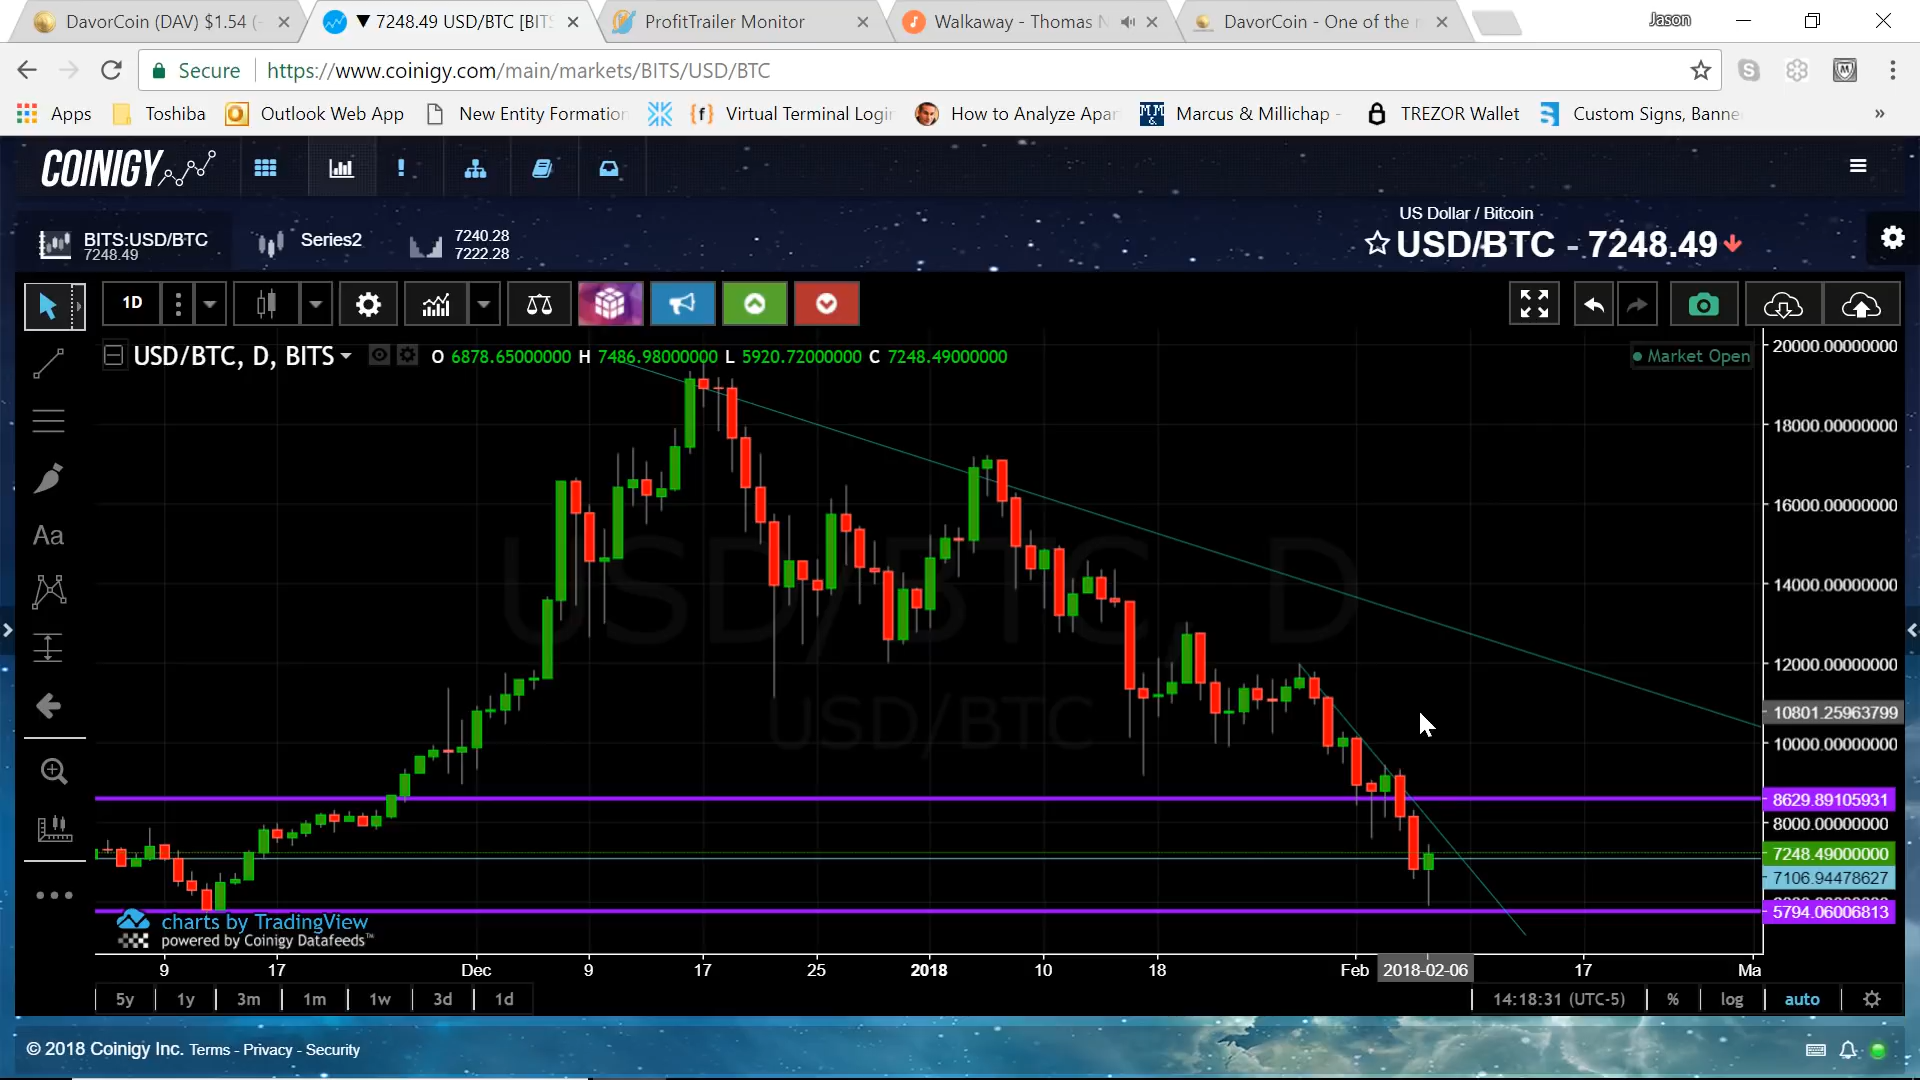 DavorCoin (DAV) $1.54 (
▼ 7248.49 USD/BTC [BITS
ProfitTrailer Monitor
Walkaway - Thomas N
DavorCoin - One of the
Jason
Secure
https://www.coinigy.com/main/markets/BITS/USD/BTC
Apps
Toshiba
Outlook Web App
New Entity Formation
Virtual Terminal Login
How to Analyze Apar
Marcus & Millichap -
TREZOR Wallet
Custom Signs, Banne
»
COINIGY
BITS:USD/BTC
7248.49
Series2
7240.28
7222.28
US Dollar / Bitcoin
USD/BTC - 7248.49
1D
USD/BTC, D, BITS
O 6878.65000000 H 7486.98000000 L 5920.72000000 C 7248.49000000
Market Open
Aa
USD/BTC, D
USD/BTC
20000.00000000
18000.00000000
16000.00000000
14000.00000000
12000.00000000
10801.25963799
10000.00000000
8629.89105931
8000.00000000
7248.49000000
7106.94478627
5794.06006813
charts by TradingView
powered by Coinigy Datafeeds™
9
17
Dec
9
17
25
2018
10
18
Feb
2018-02-06
17
Ma
5y
1y
3m
1m
1w
3d
1d
14:18:31 (UTC-5)
%
log
auto
© 2018 Coinigy Inc. Terms - Privacy - Security